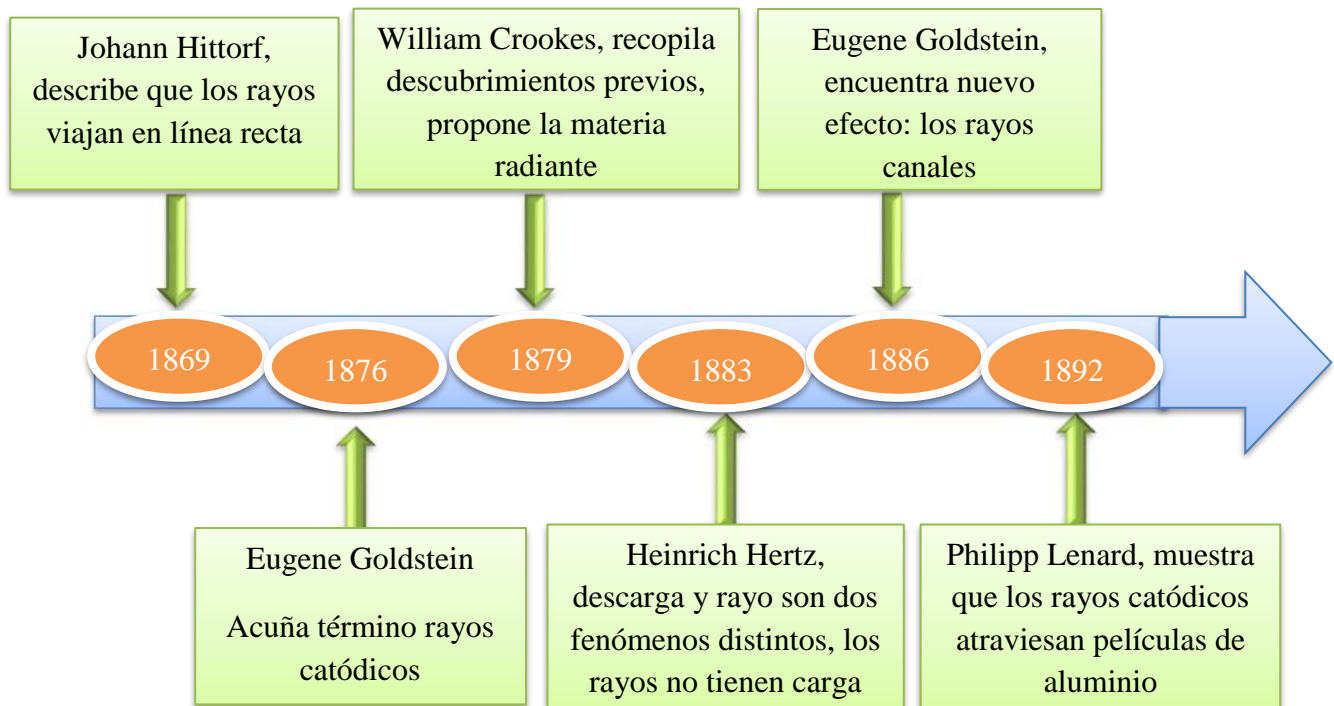 Johann Hittorf,
describe que los rayos
viajan en línea recta
William Crookes, recopila
descubrimientos previos,
propone la materia
radiante
Eugene Goldstein,
encuentra nuevo
efecto: los rayos
canales
1869
1876
1879
1883
1886
1892
Eugene Goldstein
Acuña término rayos
catódicos
Heinrich Hertz,
descarga y rayo son dos
fenómenos distintos, los
rayos no tienen carga
Philipp Lenard, muestra
que los rayos catódicos
atraviesan películas de
aluminio